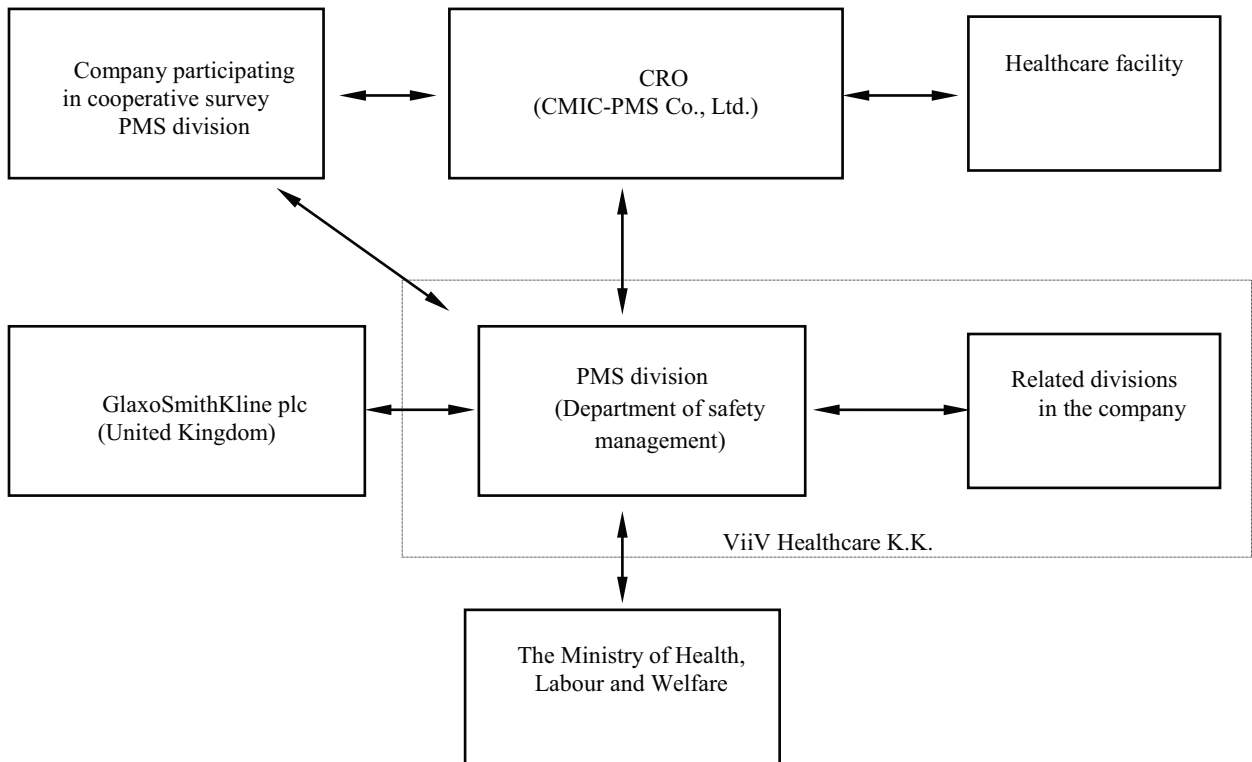 Company participating
in cooperative survey
PMS division
CRO
(CMIC-PMS Co., Ltd.)
Healthcare facility
GlaxoSmithKline plc
(United Kingdom)
PMS division
(Department of safety
management)
Related divisions
in the company
ViiV Healthcare K.K.
The Ministry of Health,
Labour and Welfare